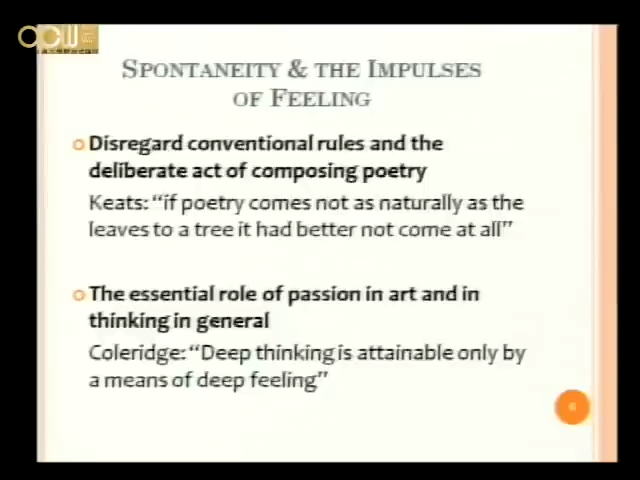 OCW
SPONTANEITY & THE IMPULSES
OF FEELING
Disregard conventional rules and the
deliberate act of composing poetry
Keats: “if poetry comes not as naturally as the
leaves to a tree it had better not come at all”
The essential role of passion in art and in
thinking in general
Coleridge: “Deep thinking is attainable only by
a means of deep feeling”